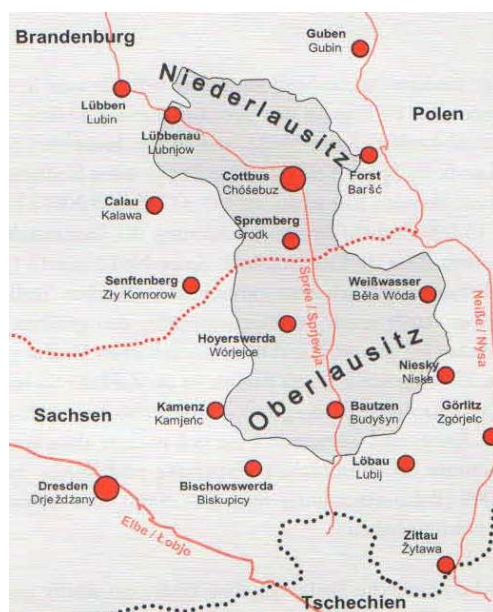 Brandenburg
Guben
Gubin
Niederlausitz
Lübben
Lubin
Polen
Lübbenau
Lubnjow
Cottbus
Chóśebuz
Forst
Baršć
Calau
Kalawa
Spremberg
Grodk
Senftenberg
Zły Komorow
Spree / Sprjewja
Weißwasser
Běła Wóda
Neiße / Nysa
Hoyerswerda
Wórjejce
Oberlausitz
Niesky
Niska
Sachsen
Kamenz
Kamjenc
Bautzen
Budyšyn
Görlitz
Zgórjelc
Dresden
Drježdźany
Bischowswerda
Biskupicy
Löbau
Lubij
Elbe / Łobjo
Zittau
Žytawa
Tschechien